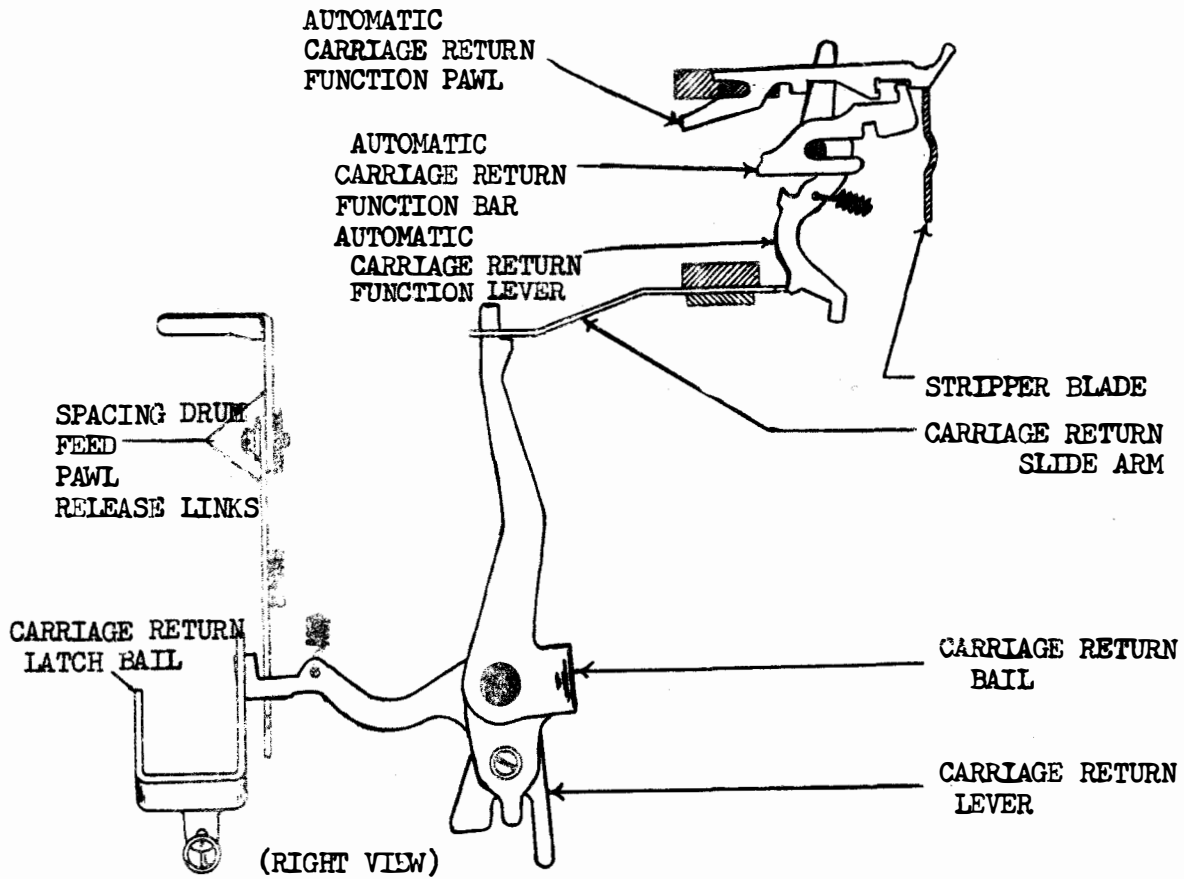 AUTOMATIC
CARRIAGE RETURN
FUNCTION PAWL
AUTOMATIC
CARRIAGE RETURN
FUNCTION BAR
AUTOMATIC
CARRIAGE RETURN
FUNCTION LEVER
STRIPPER BLADE
CARRIAGE RETURN
SLIDE ARM
SPACING DRUM
FEED
PAWL
RELEASE LINKS
CARRIAGE RETURN
LATCH BAIL
CARRIAGE RETURN
BAIL
CARRIAGE RETURN
LEVER
(RIGHT VIEW)